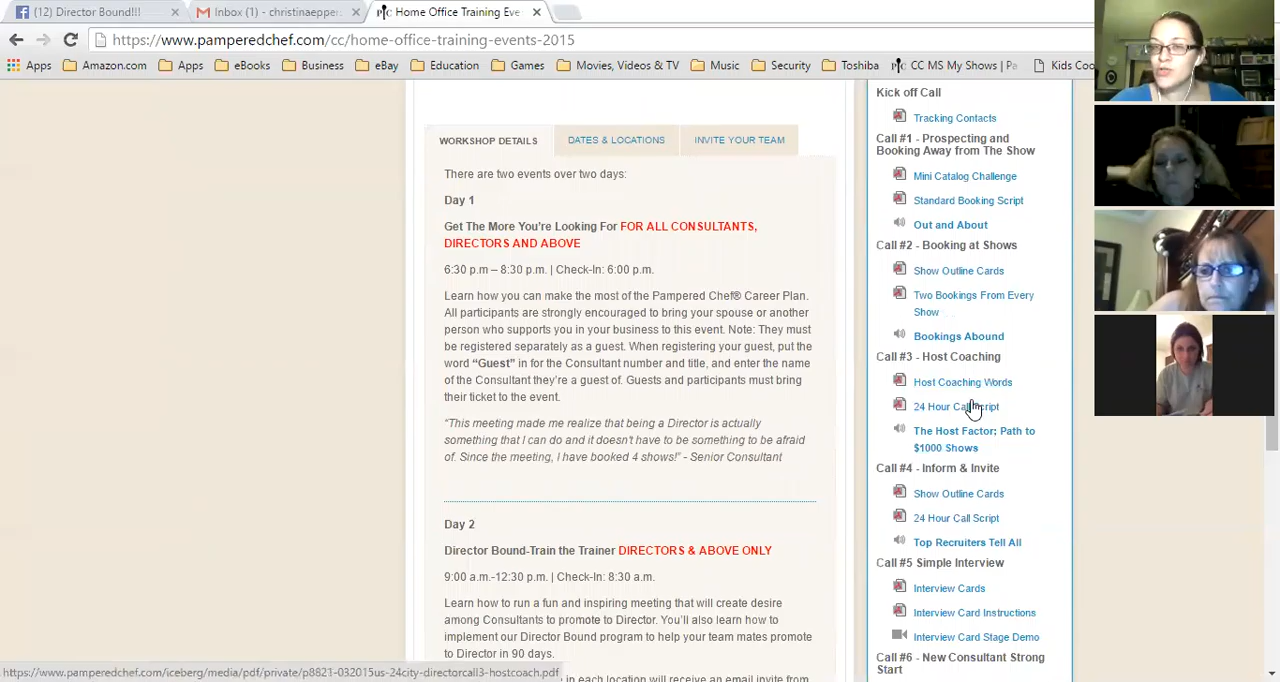 (12) Director Bound!!!
Inbox (1) - christinaepper
Home Office Training Eve
https://www.pamperedchef.com/cc/home-office-training-events-2015
Apps Amazon.com Apps eBooks Business eBay Education Games Movies, Videos & TV Music Security Toshiba CC MS My Shows | Pa Kids Coo
WORKSHOP DETAILS DATES & LOCATIONS INVITE YOUR TEAM
There are two events over two days:
Day 1
Get The More You're Looking For FOR ALL CONSULTANTS,
DIRECTORS AND ABOVE
6:30 p.m – 8:30 p.m. | Check-In: 6:00 p.m.
Learn how you can make the most of the Pampered Chef® Career Plan.
All participants are strongly encouraged to bring your spouse or another
person who supports you in your business to this event. Note: They must
be registered separately as a guest. When registering your guest, put the
word “Guest” in for the Consultant number and title, and enter the name
of the Consultant they're a guest of. Guests and participants must bring
their ticket to the event.
“This meeting made me realize that being a Director is actually
something that I can do and it doesn't have to be something to be afraid
of. Since the meeting, I have booked 4 shows!” - Senior Consultant
Day 2
Director Bound-Train the Trainer DIRECTORS & ABOVE ONLY
9:00 a.m.-12:30 p.m. | Check-In: 8:30 a.m.
Learn how to run a fun and inspiring meeting that will create desire
among Consultants to promote to Director. You'll also learn how to
implement our Director Bound program to help your team mates promote
to Director in 90 days.
in each location will receive an email invite from
Kick off Call
Tracking Contacts
Call #1 - Prospecting and
Booking Away from The Show
Mini Catalog Challenge
Standard Booking Script
Out and About
Call #2 - Booking at Shows
Show Outline Cards
Two Bookings From Every
Show
Bookings Abound
Call #3 - Host Coaching
Host Coaching Words
24 Hour Call Script
The Host Factor: Path to
$1000 Shows
Call #4 - Inform & Invite
Show Outline Cards
24 Hour Call Script
Top Recruiters Tell All
Call #5 Simple Interview
Interview Cards
Interview Card Instructions
Interview Card Stage Demo
Call #6 - New Consultant Strong
Start
https://www.pamperedchef.com/iceberg/media/pdf/private/p8821-032015us-24city-directorcall3-hostcoach.pdf